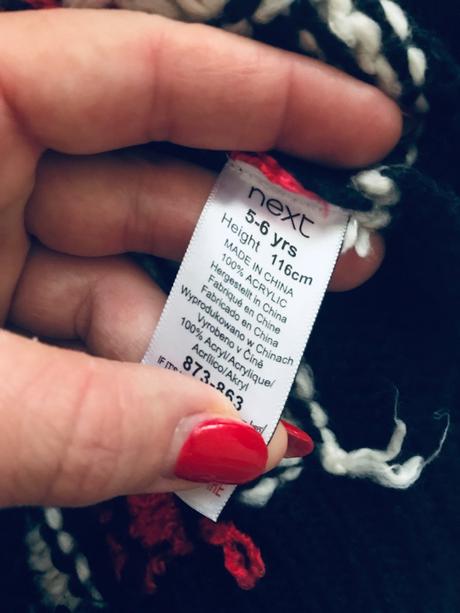 next
5-6 yrs
Height 116cm
MADE IN CHINA
100% ACRYLIC
Hergestellt in China
Fabriqué en Chine
Fabricado en China
Wyprodukowano w Chinach
Vyrobeno v Číně
100% Acryl/Acrylique/
Acrílico/Akryl
873-863